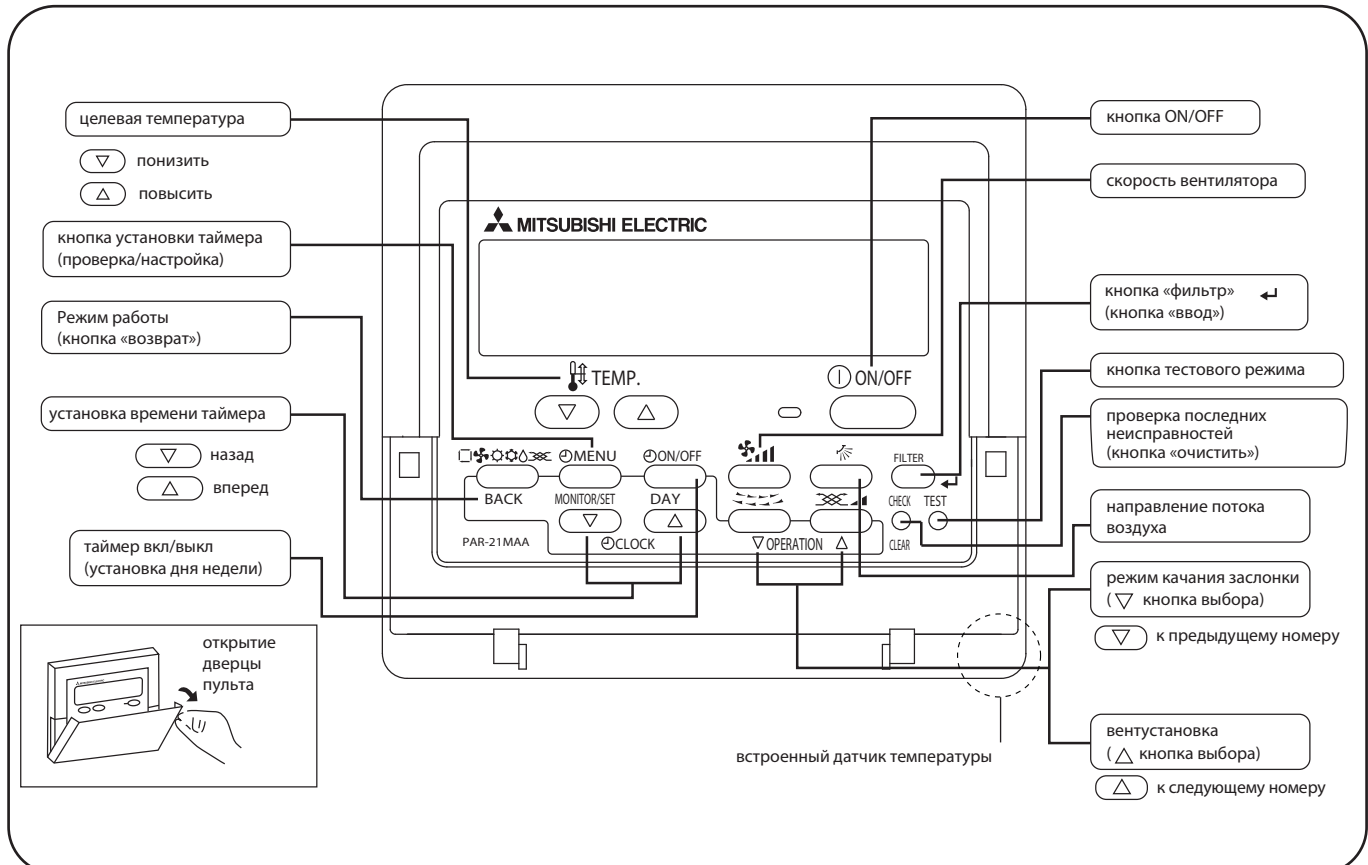 целевая температура
▽ понизить
△ повысить
кнопка установки таймера
(проверка/настройка)
Режим работы
(кнопка «возврат»)
установка времени таймера
▽ назад
△ вперед
таймер вкл/выкл
(установка дня недели)
открытие
дверцы
пульта
MITSUBISHI ELECTRIC
TEMP.
ON/OFF
▽ △
MENU
ON/OFF
FILTER
BACK
MONITOR/SET
DAY
CHECK TEST
▽ △
PAR-21MAA
CLOCK
▽ OPERATION △
CLEAR
встроенный датчик температуры
кнопка ON/OFF
скорость вентилятора
кнопка «фильтр» ↵
(кнопка «ввод»)
кнопка тестового режима
проверка последних
неисправностей
(кнопка «очистить»)
направление потока
воздуха
режим качания заслонки
( ▽ кнопка выбора)
▽ к предыдущему номеру
вентустановка
( △ кнопка выбора)
△ к следующему номеру